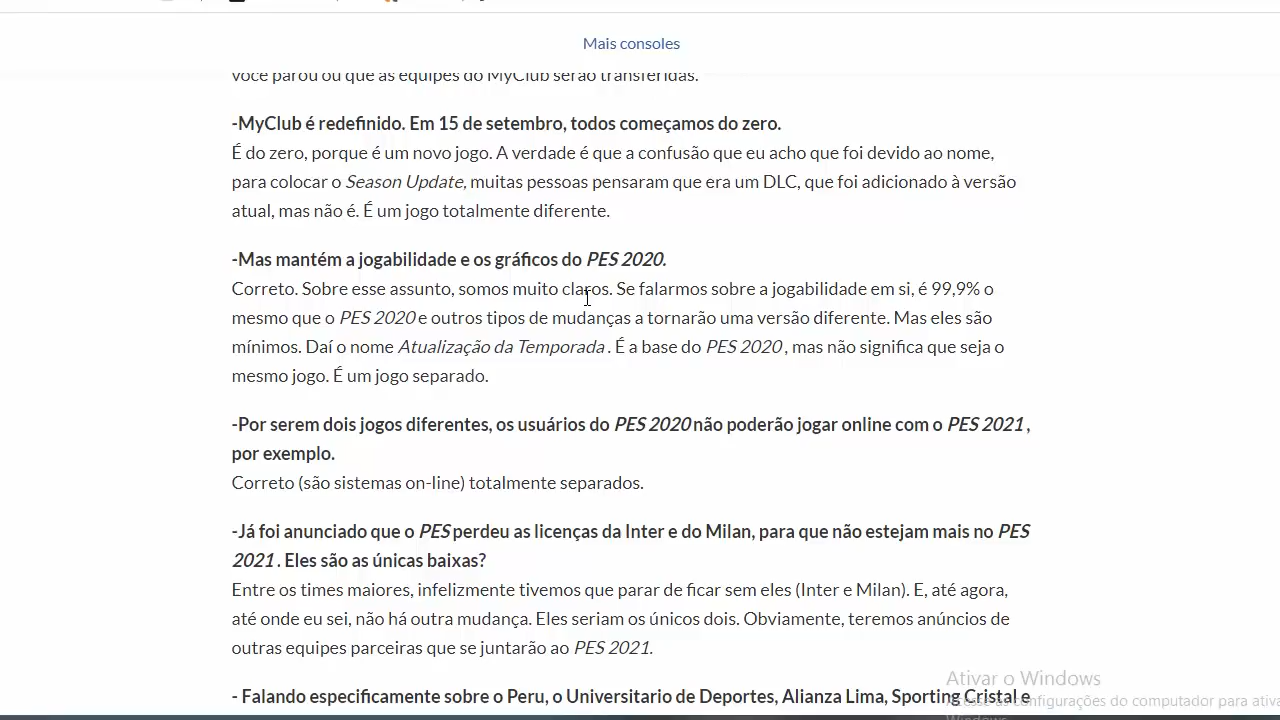 Mais consoles
você parou ou que as equipes do MyClub serão transferidas.
-MyClub é redefinido. Em 15 de setembro, todos começamos do zero.
É do zero, porque é um novo jogo. A verdade é que a confusão que eu acho que foi devido ao nome,
para colocar o Season Update, muitas pessoas pensaram que era um DLC, que foi adicionado à versão
atual, mas não é. É um jogo totalmente diferente.
-Mas mantém a jogabilidade e os gráficos do PES 2020.
Correto. Sobre esse assunto, somos muito claros. Se falarmos sobre a jogabilidade em si, é 99,9% o
mesmo que o PES 2020 e outros tipos de mudanças a tornarão uma versão diferente. Mas eles são
mínimos. Daí o nome Atualização da Temporada . É a base do PES 2020 , mas não significa que seja o
mesmo jogo. É um jogo separado.
-Por serem dois jogos diferentes, os usuários do PES 2020 não poderão jogar online com o PES 2021 ,
por exemplo.
Correto (são sistemas on-line) totalmente separados.
-Já foi anunciado que o PES perdeu as licenças da Inter e do Milan, para que não estejam mais no PES
2021 . Eles são as únicas baixas?
Entre os times maiores, infelizmente tivemos que parar de ficar sem eles (Inter e Milan). E, até agora,
até onde eu sei, não há outra mudança. Eles seriam os únicos dois. Obviamente, teremos anúncios de
outras equipes parceiras que se juntarão ao PES 2021.
Ativar o Windows
- Falando especificamente sobre o Peru, o Universitario de Deportes, Alianza Lima, Sporting Cristal e
Acesse as configurações do computador para ativa
Windows.